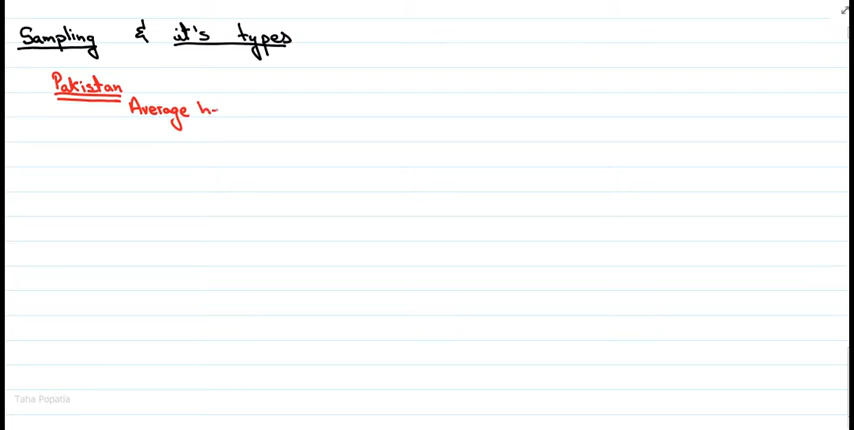 Sampling & it's types
Pakistan
Average h-
Taha Popatia